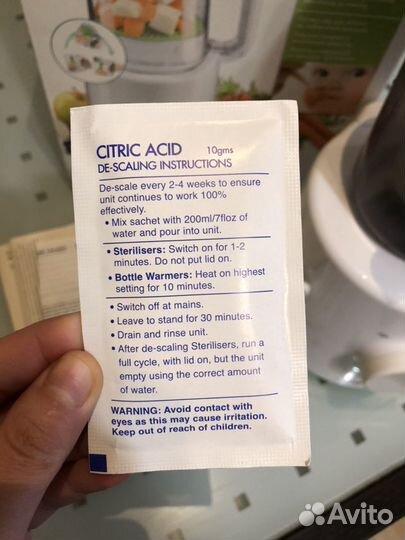 CITRIC ACID 10gms
DE-SCALING INSTRUCTIONS
De-scale every 2-4 weeks to ensure
unit continues to work 100%
effectively.
• Mix sachet with 200ml/7floz of
water and pour into unit.
• Sterilisers: Switch on for 1-2
minutes. Do not put lid on.
• Bottle Warmers: Heat on highest
setting for 10 minutes.
• Switch off at mains.
• Leave to stand for 30 minutes.
• Drain and rinse unit.
• After de-scaling Sterilisers, run a
full cycle, with lid on, but the unit
empty using the correct amount
of water.
WARNING: Avoid contact with
eyes as this may cause irritation.
Keep out of reach of children.
Avito